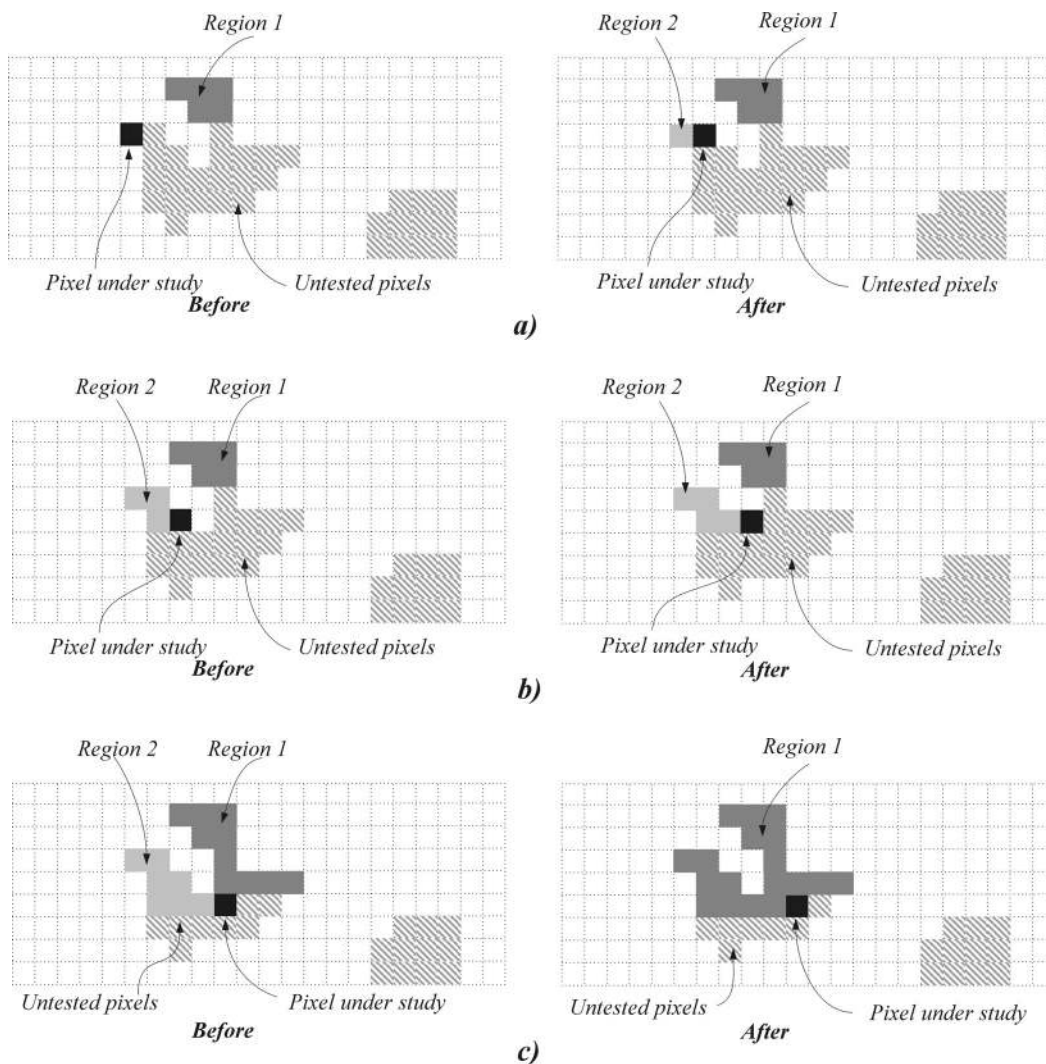 Region 1
Region 2
Region 1
Pixel under study
Untested pixels
Before
Pixel under study
Untested pixels
After
a)
Region 2
Region 1
Region 2
Region 1
Pixel under study
Untested pixels
Before
Pixel under study
Untested pixels
After
b)
Region 2
Region 1
Region 1
Untested pixels
Pixel under study
Before
Untested pixels
Pixel under study
After
c)